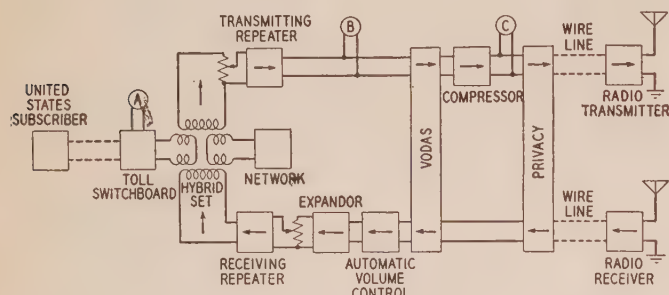 TRANSMITTING
REPEATER
B
C
WIRE
LINE
UNITED
STATES
SUBSCRIBER
A
COMPRESSOR
RADIO
TRANSMITTER
TOLL
SWITCHBOARD
HYBRID
SET
NETWORK
VODAS
PRIVACY
EXPANDOR
WIRE
LINE
RECEIVING
REPEATER
AUTOMATIC
VOLUME
CONTROL
RADIO
RECEIVER